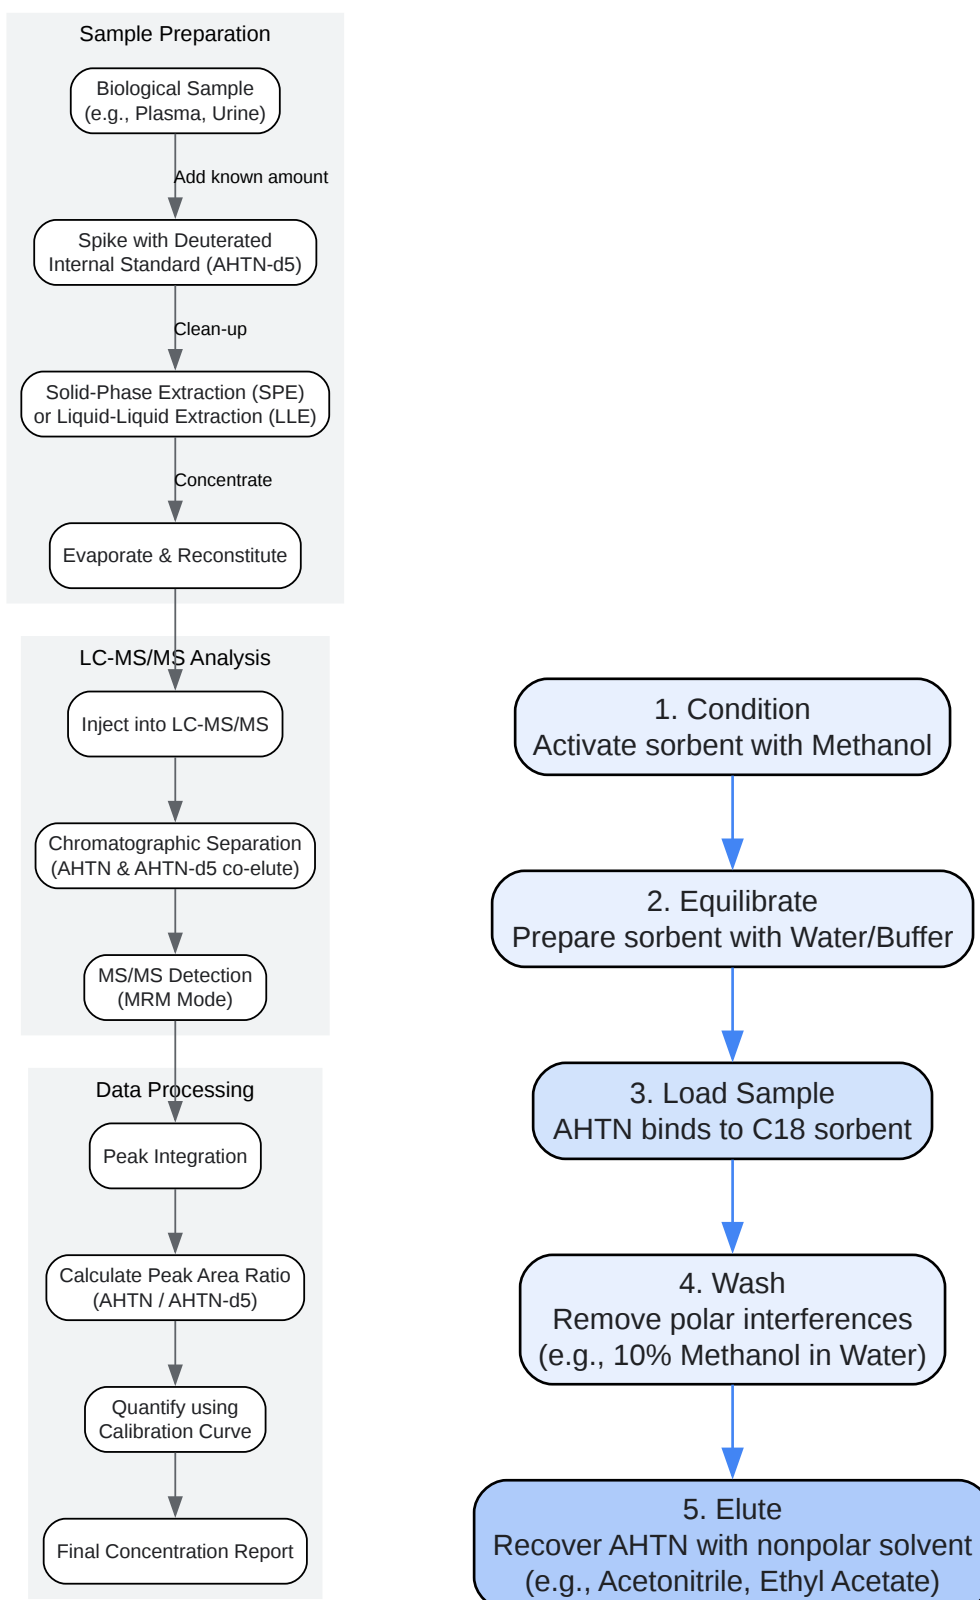 Sample Preparation
Biological Sample
(e.g., Plasma, Urine)
Add known amount
Spike with Deuterated
Internal Standard (AHTN-d5)
Clean-up
Solid-Phase Extraction (SPE)
or Liquid-Liquid Extraction (LLE)
Concentrate
Evaporate & Reconstitute
LC-MS/MS Analysis
Inject into LC-MS/MS
Chromatographic Separation
(AHTN & AHTN-d5 co-elute)
MS/MS Detection
(MRM Mode)
Data Processing
Peak Integration
Calculate Peak Area Ratio
(AHTN / AHTN-d5)
Quantify using
Calibration Curve
Final Concentration Report
1. Condition
Activate sorbent with Methanol
2. Equilibrate
Prepare sorbent with Water/Buffer
3. Load Sample
AHTN binds to C18 sorbent
4. Wash
Remove polar interferences
(e.g., 10% Methanol in Water)
5. Elute
Recover AHTN with nonpolar solvent
(e.g., Acetonitrile, Ethyl Acetate)